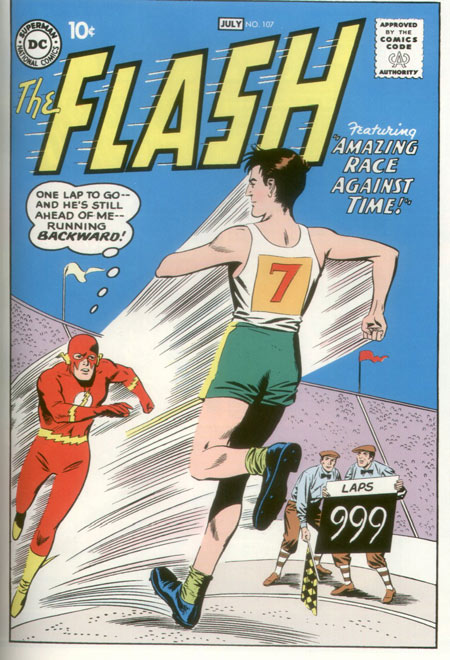 SUPERMAN
DC
NATIONAL COMICS
10¢
JULY NO. 107
APPROVED
BY THE
COMICS
CODE
CA
AUTHORITY
The
FLASH
Featuring
"AMAZING
RACE
AGAINST
TIME!"
ONE LAP TO GO--
AND HE'S STILL
AHEAD OF ME--
RUNNING
BACKWARD!
7
LAPS
999